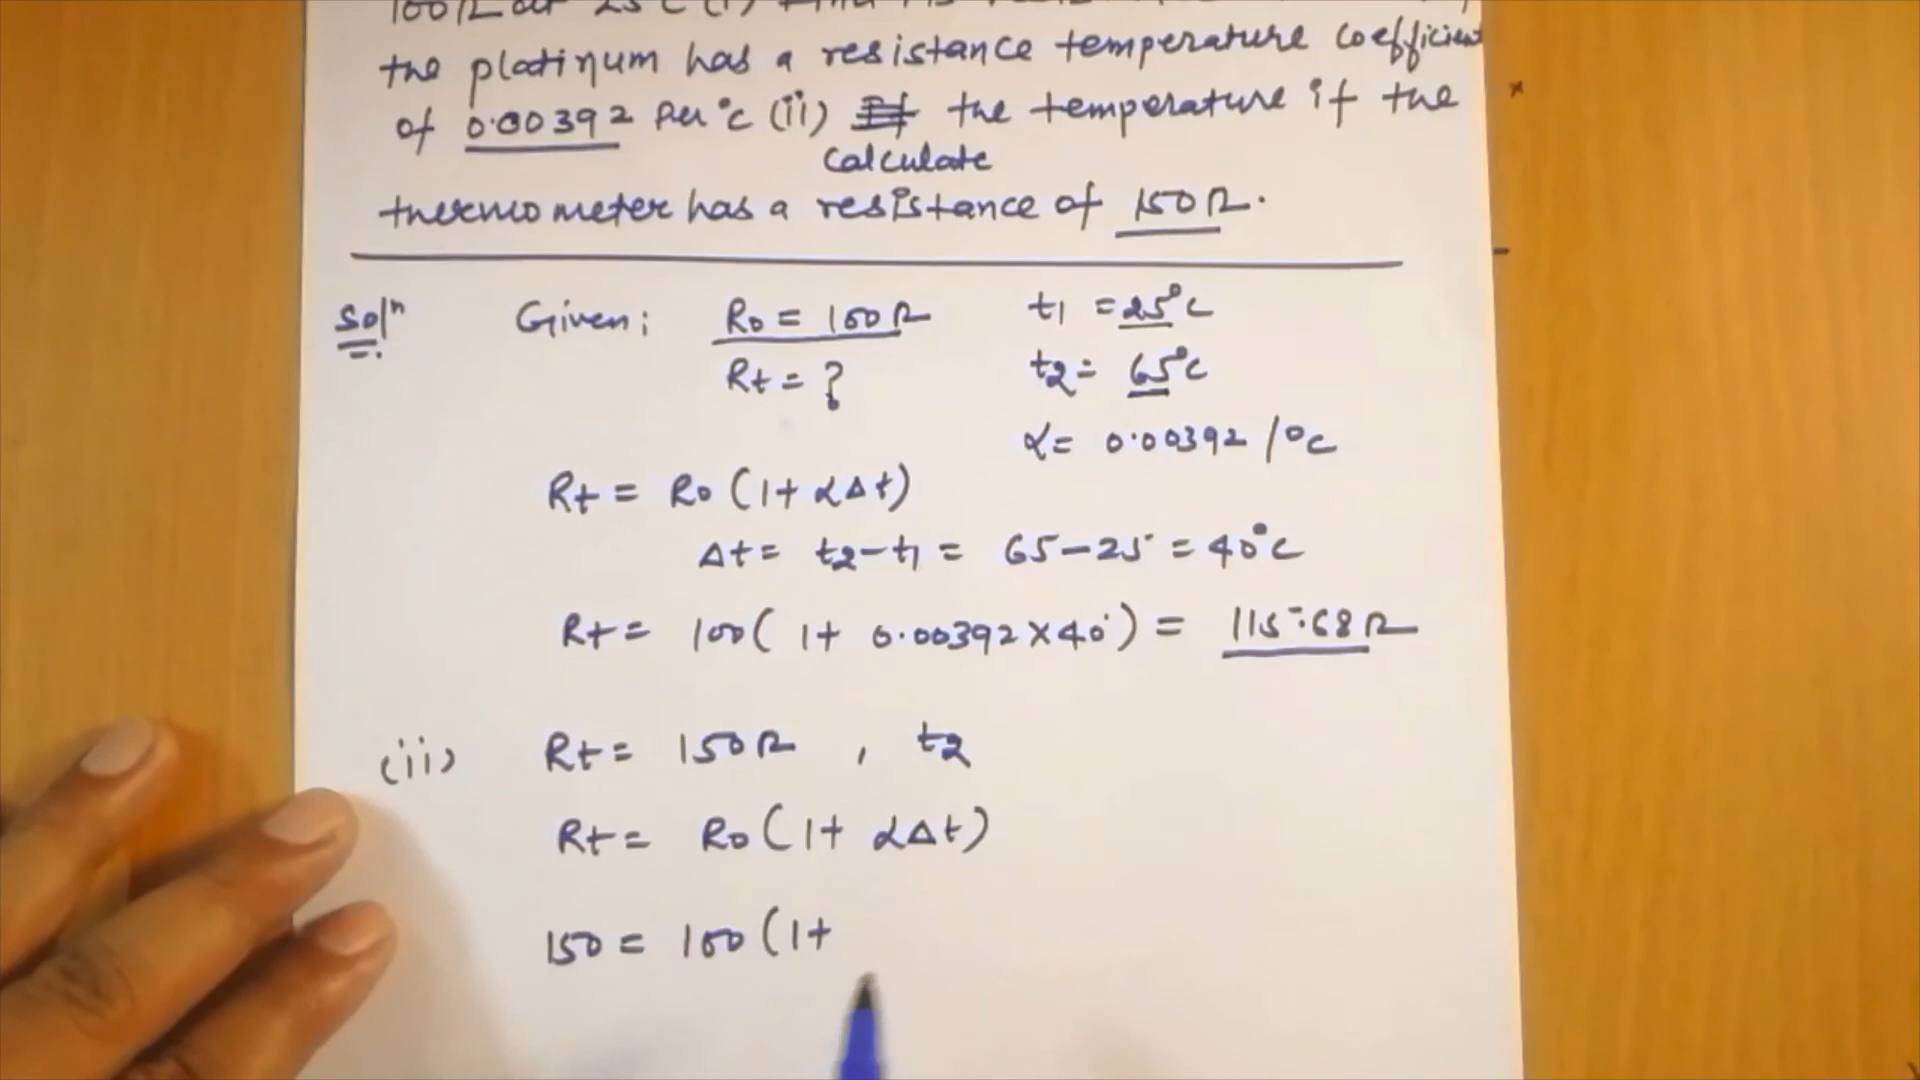 100Ω at 25°C (i)
the platinum has a resistance temperature coefficient
of 0.00392 per °C (ii) the temperature if the
calculate
thermometer has a resistance of 150Ω.
Solⁿ Given: R0 = 100Ω t1 = 25°C
Rt = ? t2 = 65°C
α = 0.00392 /°C
Rt = R0 (1+ αΔt)
Δt = t2-t1 = 65-25 = 40°C
Rt = 100( 1+ 0.00392×40 ) = 115.68Ω
(ii) Rt = 150Ω , t2
Rt = R0 (1+ αΔt)
150 = 100 (1+